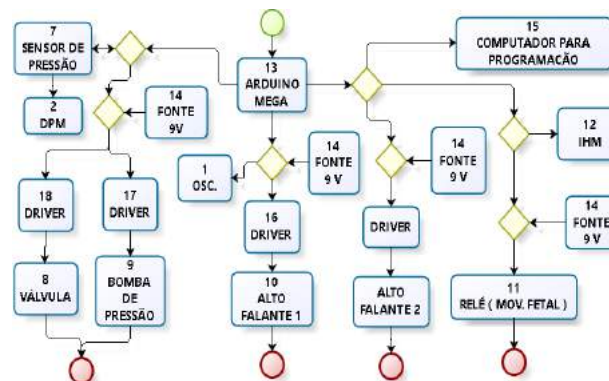 7
SENSOR DE
PRESSÃO
2
DPM
14
FONTE
9V
18
DRIVER
17
DRIVER
8
VÁLVULA
9
BOMBA
DE
PRESSÃO
13
ARDUINO
MEGA
1
OSC.
14
FONTE
9 V
16
DRIVER
10
ALTO
FALANTE 1
14
FONTE
9 V
DRIVER
ALTO
FALANTE 2
15
COMPUTADOR PARA
PROGRAMACÃO
12
IHM
14
FONTE
9 V
11
RELÉ ( MOV. FETAL )